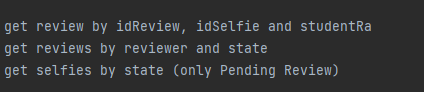 get review by idReview, idSelfie and studentRa
get reviews by reviewer and state
get selfies by state (only Pending Review)